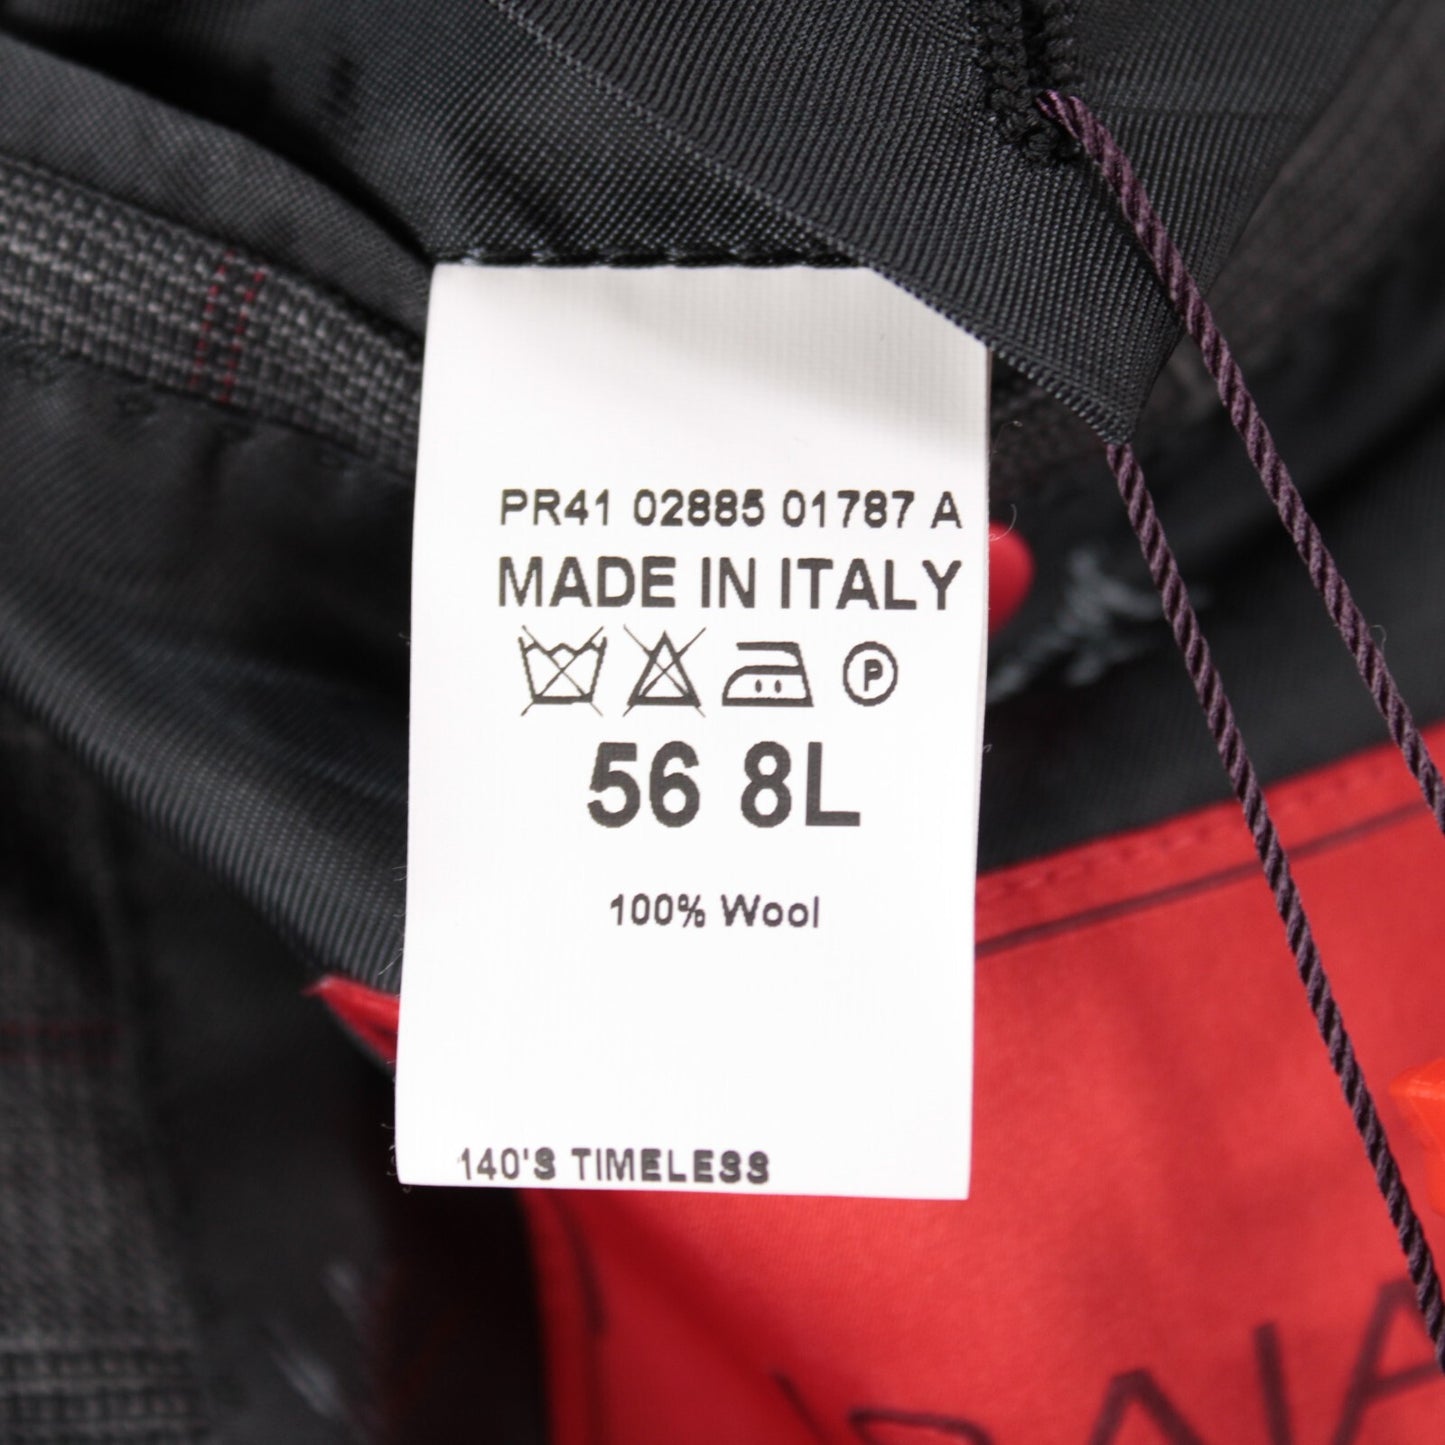 PR41 02885 01787 A
MADE IN ITALY
P
56 8L
100% Wool
140'S TIMELESS